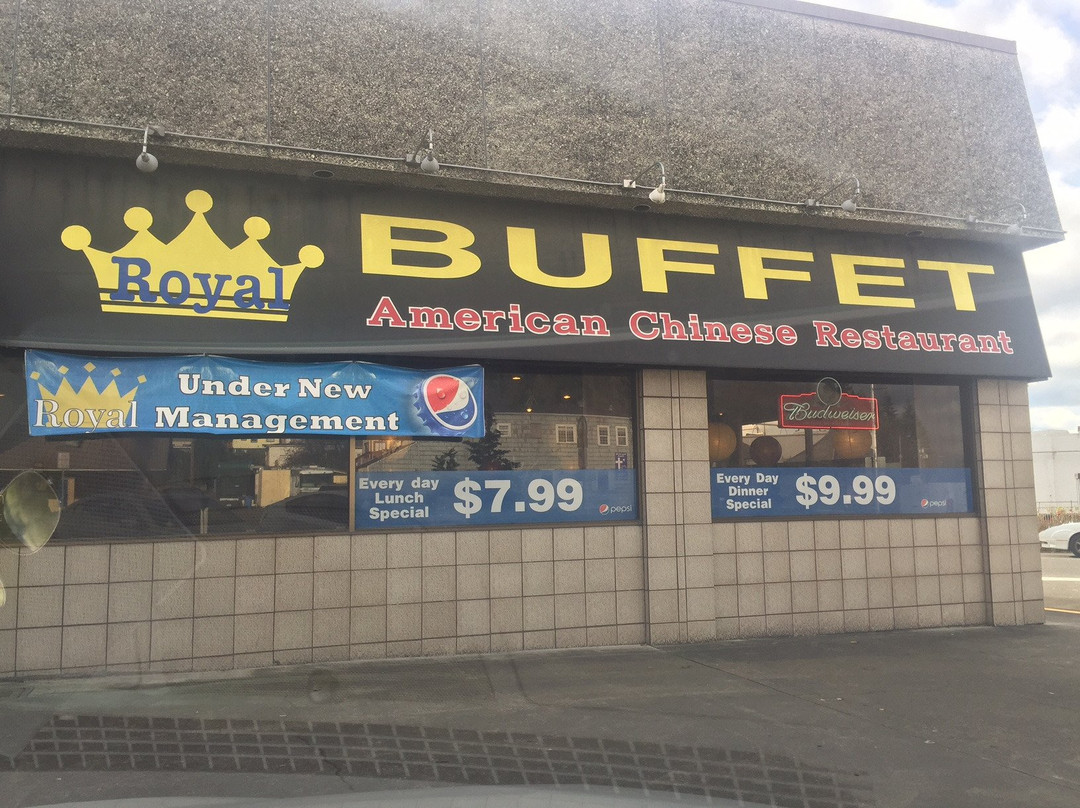 Royal
BUFFET
American Chinese Restaurant
Royal
Under New
Management
Budweiser
Every day
Lunch
Special
$7.99
pepsi
Every Day
Dinner
Special
$9.99
pepsi